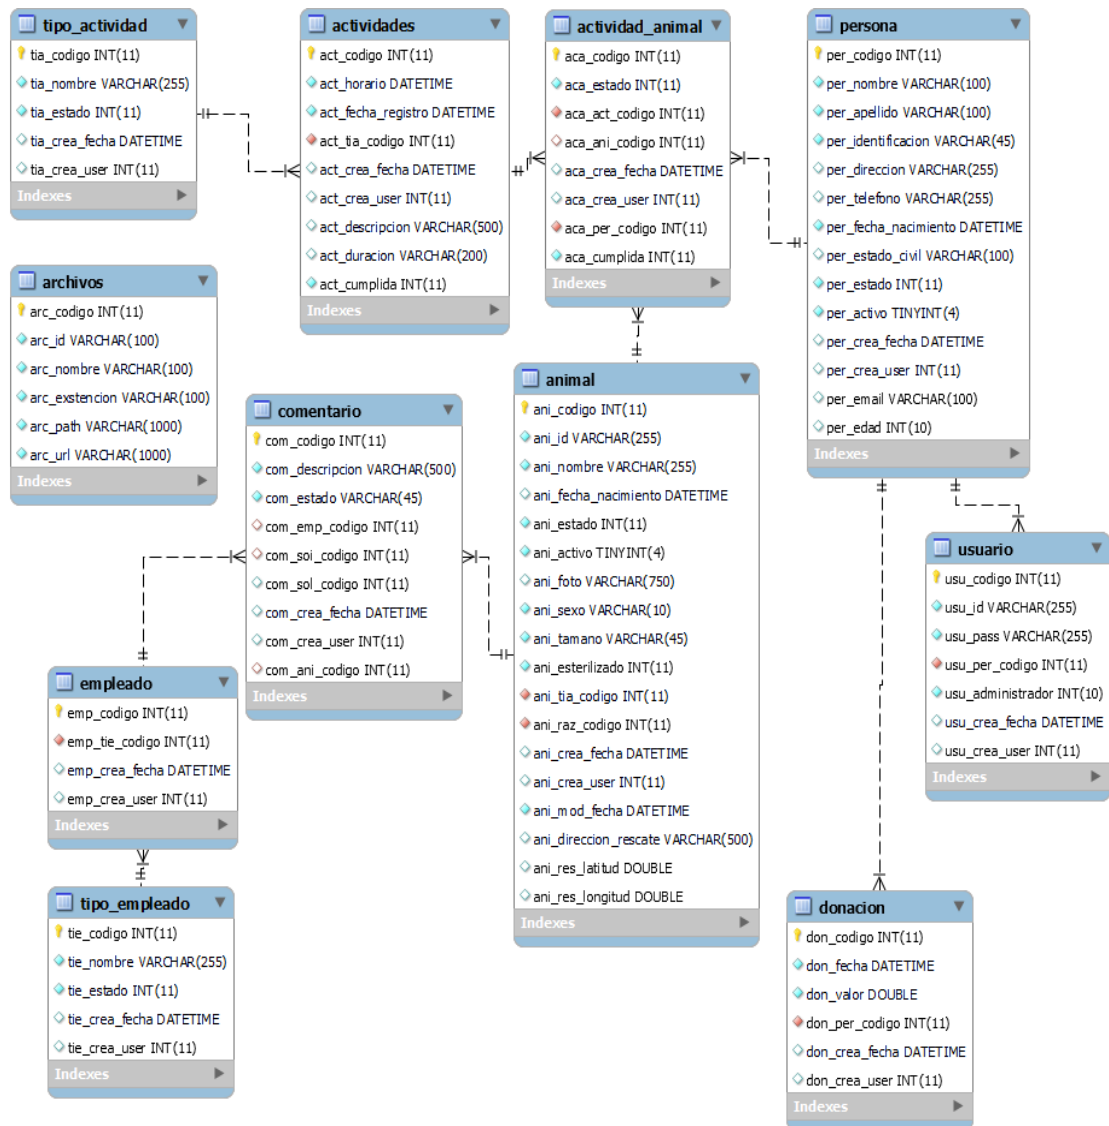 tipo_actividad
tia_codigo INT(11)
tia_nombre VARCHAR(255)
tia_estado INT(11)
tia_crea_fecha DATETIME
tia_crea_user INT(11)
Indexes
actividades
act_codigo INT(11)
act_horario DATETIME
act_fecha_registro DATETIME
act_tia_codigo INT(11)
act_crea_fecha DATETIME
act_crea_user INT(11)
act_descripcion VARCHAR(500)
act_duracion VARCHAR(200)
act_cumplida INT(11)
Indexes
actividad_animal
aca_codigo INT(11)
aca_estado INT(11)
aca_act_codigo INT(11)
aca_ani_codigo INT(11)
aca_crea_fecha DATETIME
aca_crea_user INT(11)
aca_per_codigo INT(11)
aca_cumplida INT(11)
Indexes
persona
per_codigo INT(11)
per_nombre VARCHAR(100)
per_apellido VARCHAR(100)
per_identificacion VARCHAR(45)
per_direccion VARCHAR(255)
per_telefono VARCHAR(255)
per_fecha_nacimiento DATETIME
per_estado_civil VARCHAR(100)
per_estado INT(11)
per_activo TINYINT(4)
per_crea_fecha DATETIME
per_crea_user INT(11)
per_email VARCHAR(100)
per_edad INT(10)
Indexes
archivos
arc_codigo INT(11)
arc_id VARCHAR(100)
arc_nombre VARCHAR(100)
arc_exstencion VARCHAR(100)
arc_path VARCHAR(1000)
arc_url VARCHAR(1000)
Indexes
comentario
com_codigo INT(11)
com_descripcion VARCHAR(500)
com_estado VARCHAR(45)
com_emp_codigo INT(11)
com_soi_codigo INT(11)
com_sol_codigo INT(11)
com_crea_fecha DATETIME
com_crea_user INT(11)
com_ani_codigo INT(11)
Indexes
animal
ani_codigo INT(11)
ani_id VARCHAR(255)
ani_nombre VARCHAR(255)
ani_fecha_nacimiento DATETIME
ani_estado INT(11)
ani_activo TINYINT(4)
ani_foto VARCHAR(750)
ani_sexo VARCHAR(10)
ani_tamano VARCHAR(45)
ani_esterilizado INT(11)
ani_tia_codigo INT(11)
ani_raz_codigo INT(11)
ani_crea_fecha DATETIME
ani_crea_user INT(11)
ani_mod_fecha DATETIME
ani_direccion_rescate VARCHAR(500)
ani_res_latitud DOUBLE
ani_res_longitud DOUBLE
Indexes
usuario
usu_codigo INT(11)
usu_id VARCHAR(255)
usu_pass VARCHAR(255)
usu_per_codigo INT(11)
usu_administrador INT(10)
usu_crea_fecha DATETIME
usu_crea_user INT(11)
Indexes
empleado
emp_codigo INT(11)
emp_tie_codigo INT(11)
emp_crea_fecha DATETIME
emp_crea_user INT(11)
Indexes
tipo_empleado
tie_codigo INT(11)
tie_nombre VARCHAR(255)
tie_estado INT(11)
tie_crea_fecha DATETIME
tie_crea_user INT(11)
Indexes
donacion
don_codigo INT(11)
don_fecha DATETIME
don_valor DOUBLE
don_per_codigo INT(11)
don_crea_fecha DATETIME
don_crea_user INT(11)
Indexes